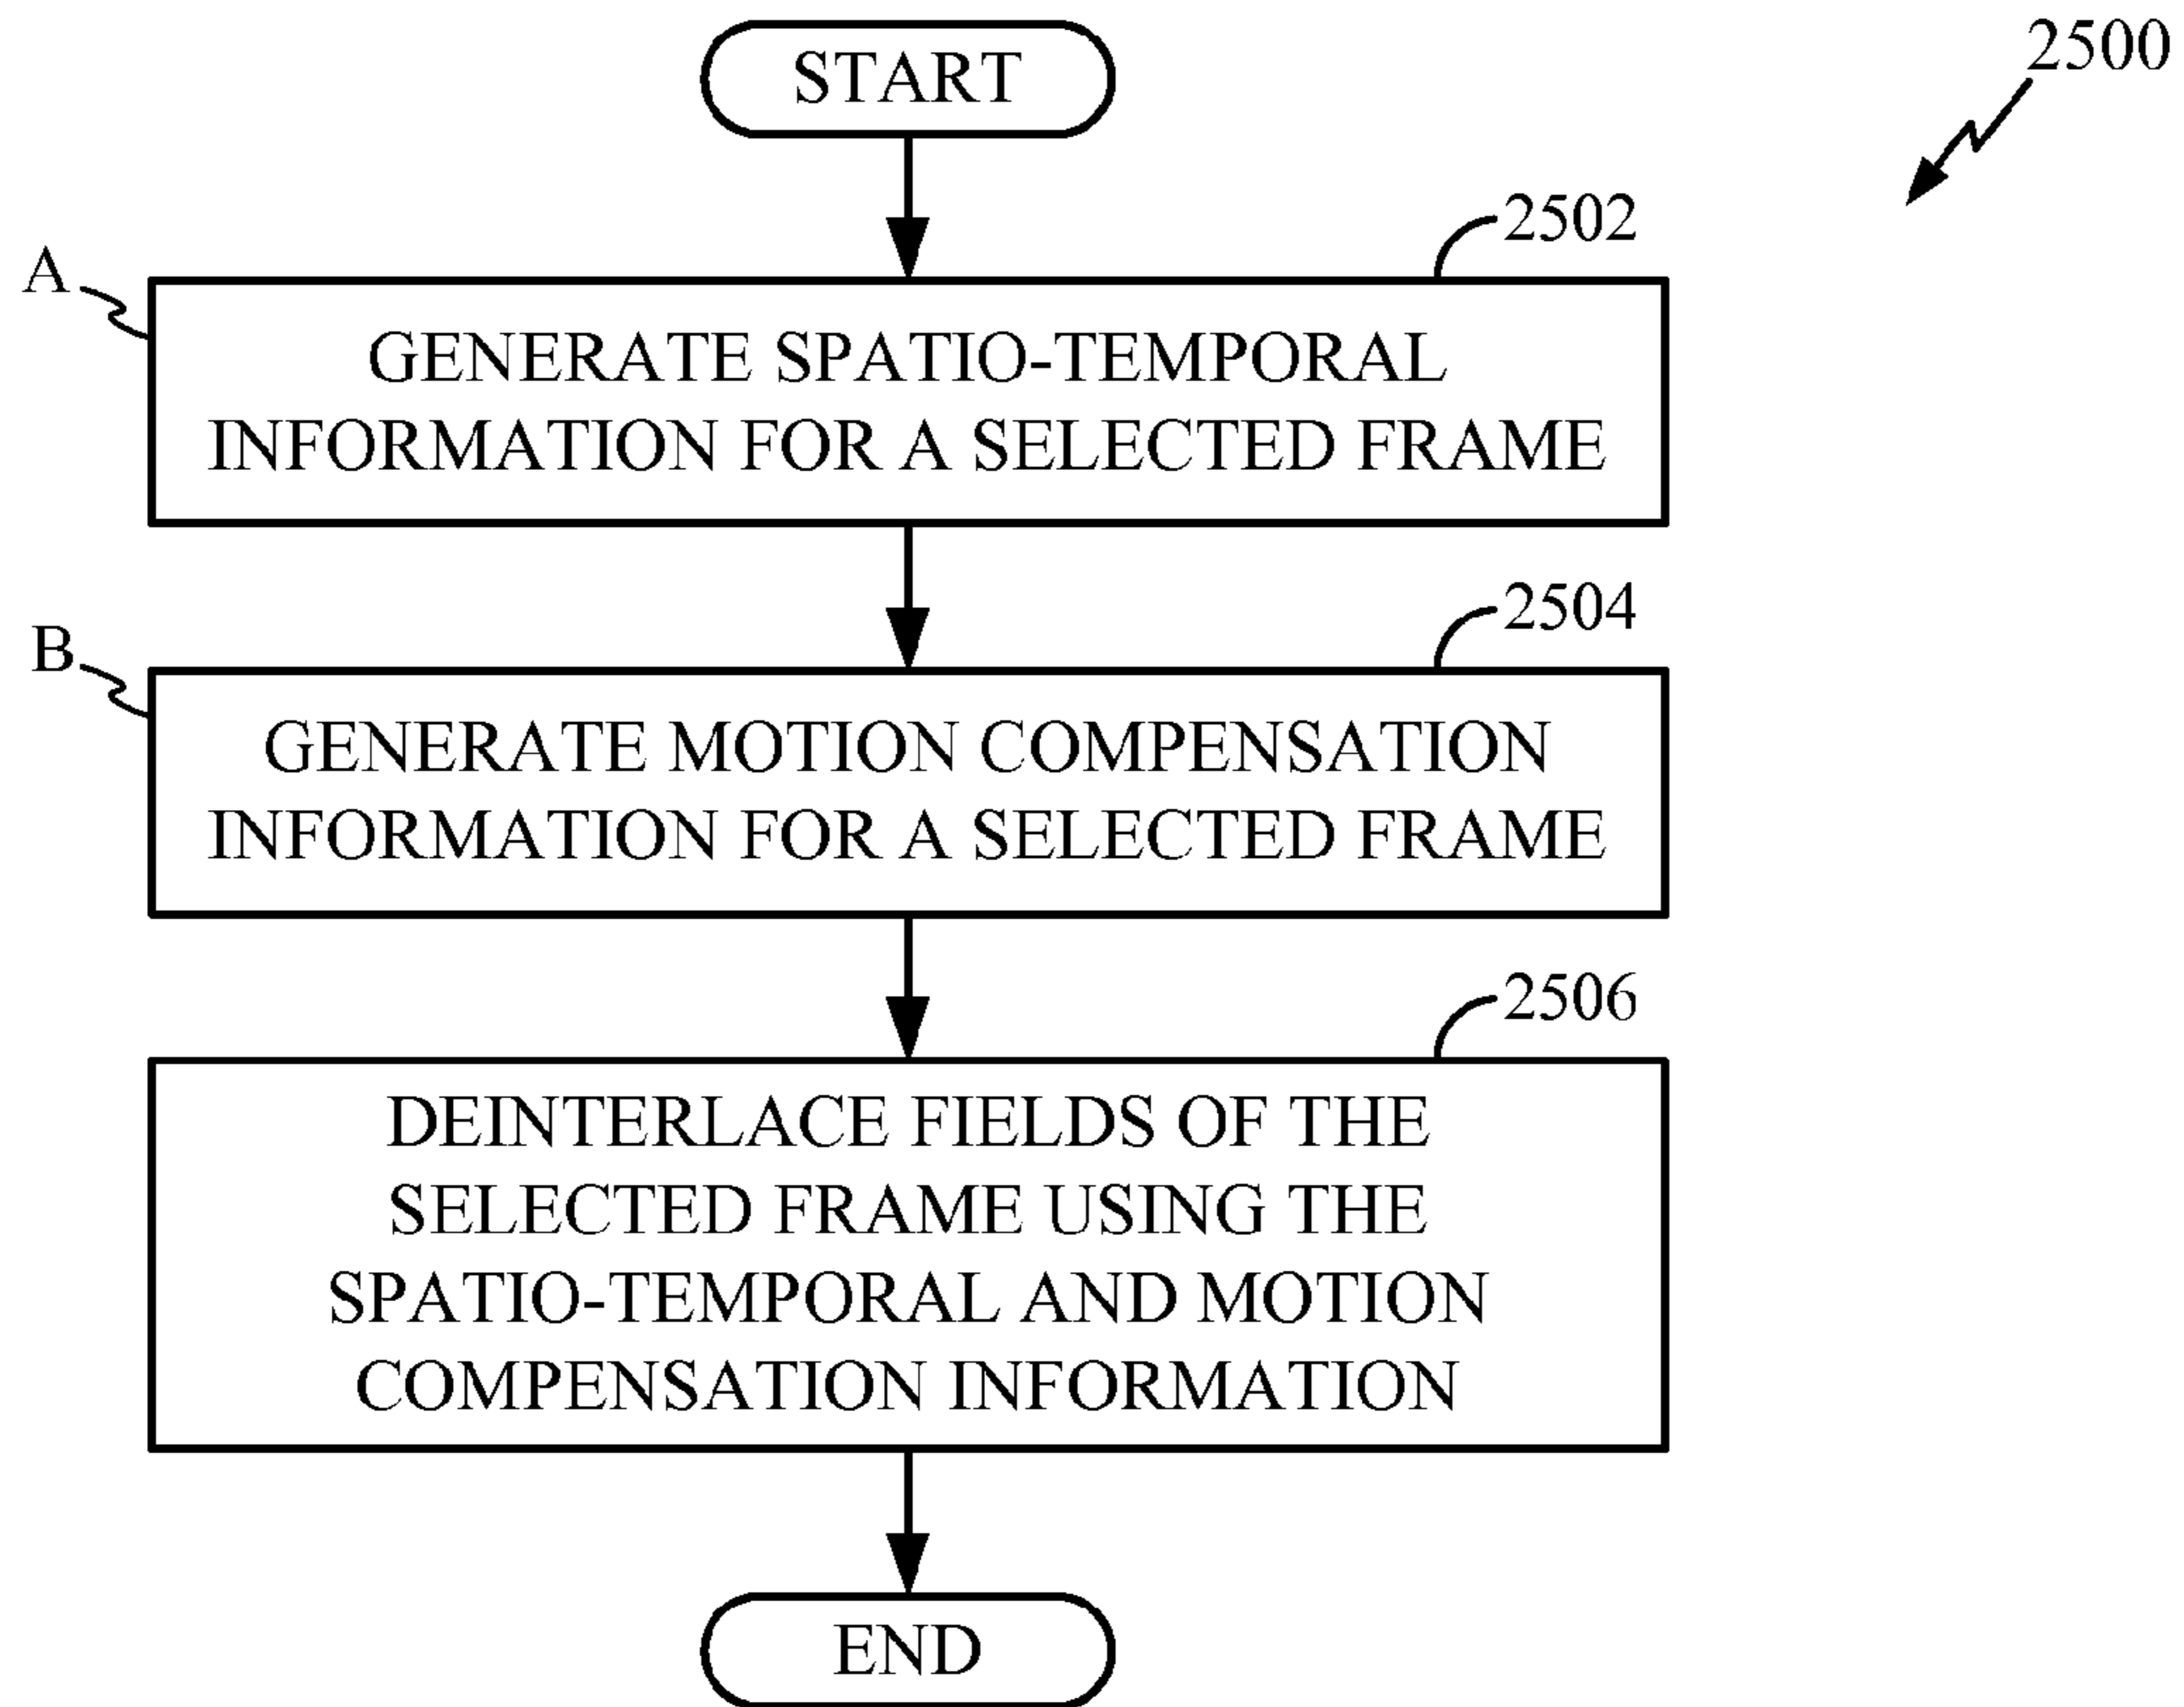 START
2500
2502
A
GENERATE SPATIO-TEMPORAL
INFORMATION FOR A SELECTED FRAME
2504
B
GENERATE MOTION COMPENSATION
INFORMATION FOR A SELECTED FRAME
2506
DEINTERLACE FIELDS OF THE
SELECTED FRAME USING THE
SPATIO-TEMPORAL AND MOTION
COMPENSATION INFORMATION
END